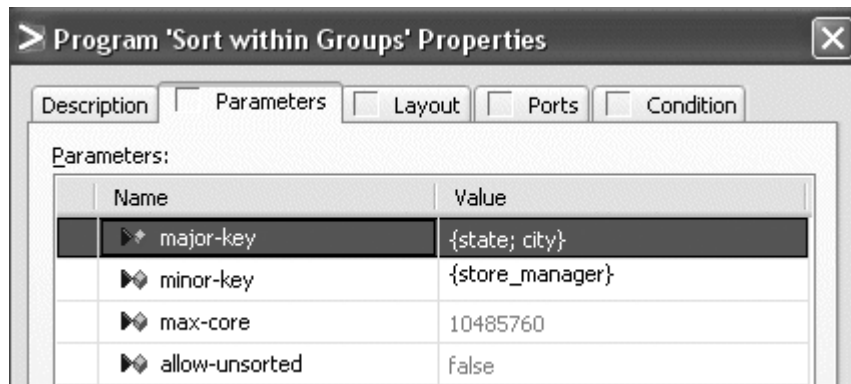 Program 'Sort within Groups' Properties
Description Parameters Layout Ports Condition
Parameters:
Name Value
major-key {state; city}
minor-key {store_manager}
max-core 10485760
allow-unsorted false